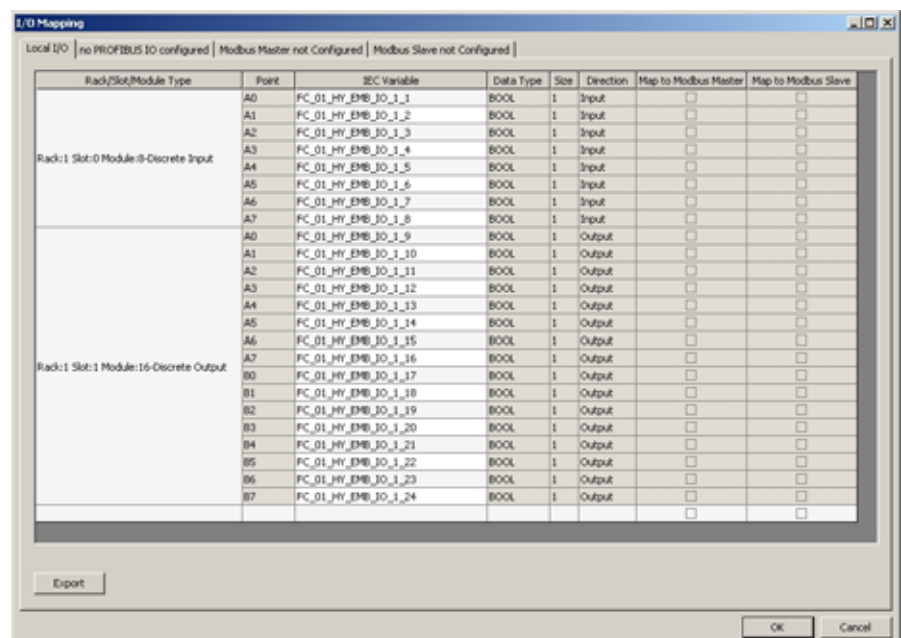 I/O Mapping
Local I/O no PROFIBUS IO configured Modbus Master not Configured Modbus Slave not Configured
Rack/Slot/Module Type Point IEC Variable Data Type Size Direction Map to Modbus Master Map to Modbus Slave
A0 FC_01_HY_EMB_IO_1_1 BOOL 1 Input
A1 FC_01_HY_EMB_IO_1_2 BOOL 1 Input
A2 FC_01_HY_EMB_IO_1_3 BOOL 1 Input
A3 FC_01_HY_EMB_IO_1_4 BOOL 1 Input
Rack:1 Slot:0 Module:8-Discrete Input
A4 FC_01_HY_EMB_IO_1_5 BOOL 1 Input
A5 FC_01_HY_EMB_IO_1_6 BOOL 1 Input
A6 FC_01_HY_EMB_IO_1_7 BOOL 1 Input
A7 FC_01_HY_EMB_IO_1_8 BOOL 1 Input
A0 FC_01_HY_EMB_IO_1_9 BOOL 1 Output
A1 FC_01_HY_EMB_IO_1_10 BOOL 1 Output
A2 FC_01_HY_EMB_IO_1_11 BOOL 1 Output
A3 FC_01_HY_EMB_IO_1_12 BOOL 1 Output
A4 FC_01_HY_EMB_IO_1_13 BOOL 1 Output
A5 FC_01_HY_EMB_IO_1_14 BOOL 1 Output
A6 FC_01_HY_EMB_IO_1_15 BOOL 1 Output
A7 FC_01_HY_EMB_IO_1_16 BOOL 1 Output
Rack:1 Slot:1 Module:16-Discrete Output
B0 FC_01_HY_EMB_IO_1_17 BOOL 1 Output
B1 FC_01_HY_EMB_IO_1_18 BOOL 1 Output
B2 FC_01_HY_EMB_IO_1_19 BOOL 1 Output
B3 FC_01_HY_EMB_IO_1_20 BOOL 1 Output
B4 FC_01_HY_EMB_IO_1_21 BOOL 1 Output
B5 FC_01_HY_EMB_IO_1_22 BOOL 1 Output
B6 FC_01_HY_EMB_IO_1_23 BOOL 1 Output
B7 FC_01_HY_EMB_IO_1_24 BOOL 1 Output
Export
OK Cancel